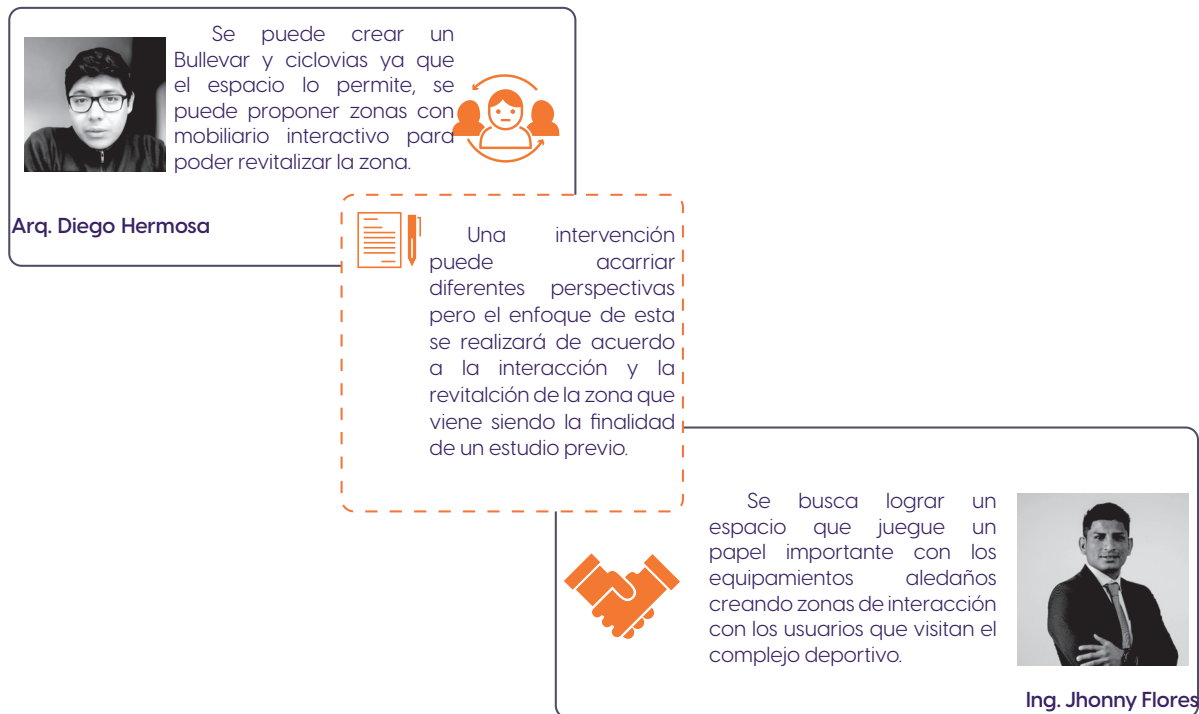 Se puede crear un
Bullevar y ciclovias ya que
el espacio lo permite, se
puede proponer zonas con
mobiliario interactivo para
poder revitalizar la zona.
Arq. Diego Hermosa
Una intervención
puede acarriar
diferentes perspectivas
pero el enfoque de esta
se realizará de acuerdo
a la interacción y la
revitalción de la zona que
viene siendo la finalidad
de un estudio previo.
Se busca lograr un
espacio que juegue un
papel importante con los
equipamientos aledaños
creando zonas de interacción
con los usuarios que visitan el
complejo deportivo.
Ing. Jhonny Flores